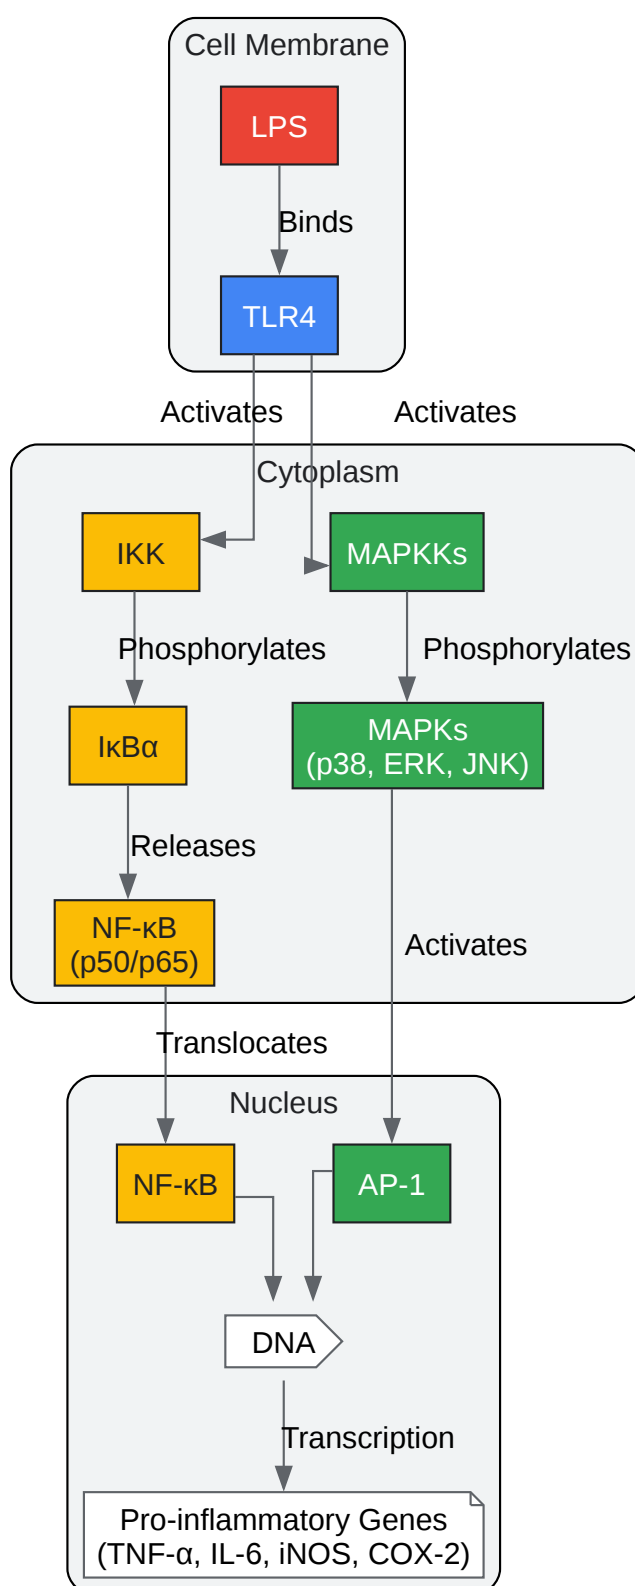 Cell Membrane
LPS
Binds
TLR4
Activates
Activates
Cytoplasm
IKK
MAPKKs
Phosphorylates
Phosphorylates
IκBα
MAPKs
(p38, ERK, JNK)
Releases
NF-κB
(p50/p65)
Activates
Translocates
Nucleus
NF-κB
AP-1
DNA
Transcription
Pro-inflammatory Genes
(TNF-α, IL-6, iNOS, COX-2)